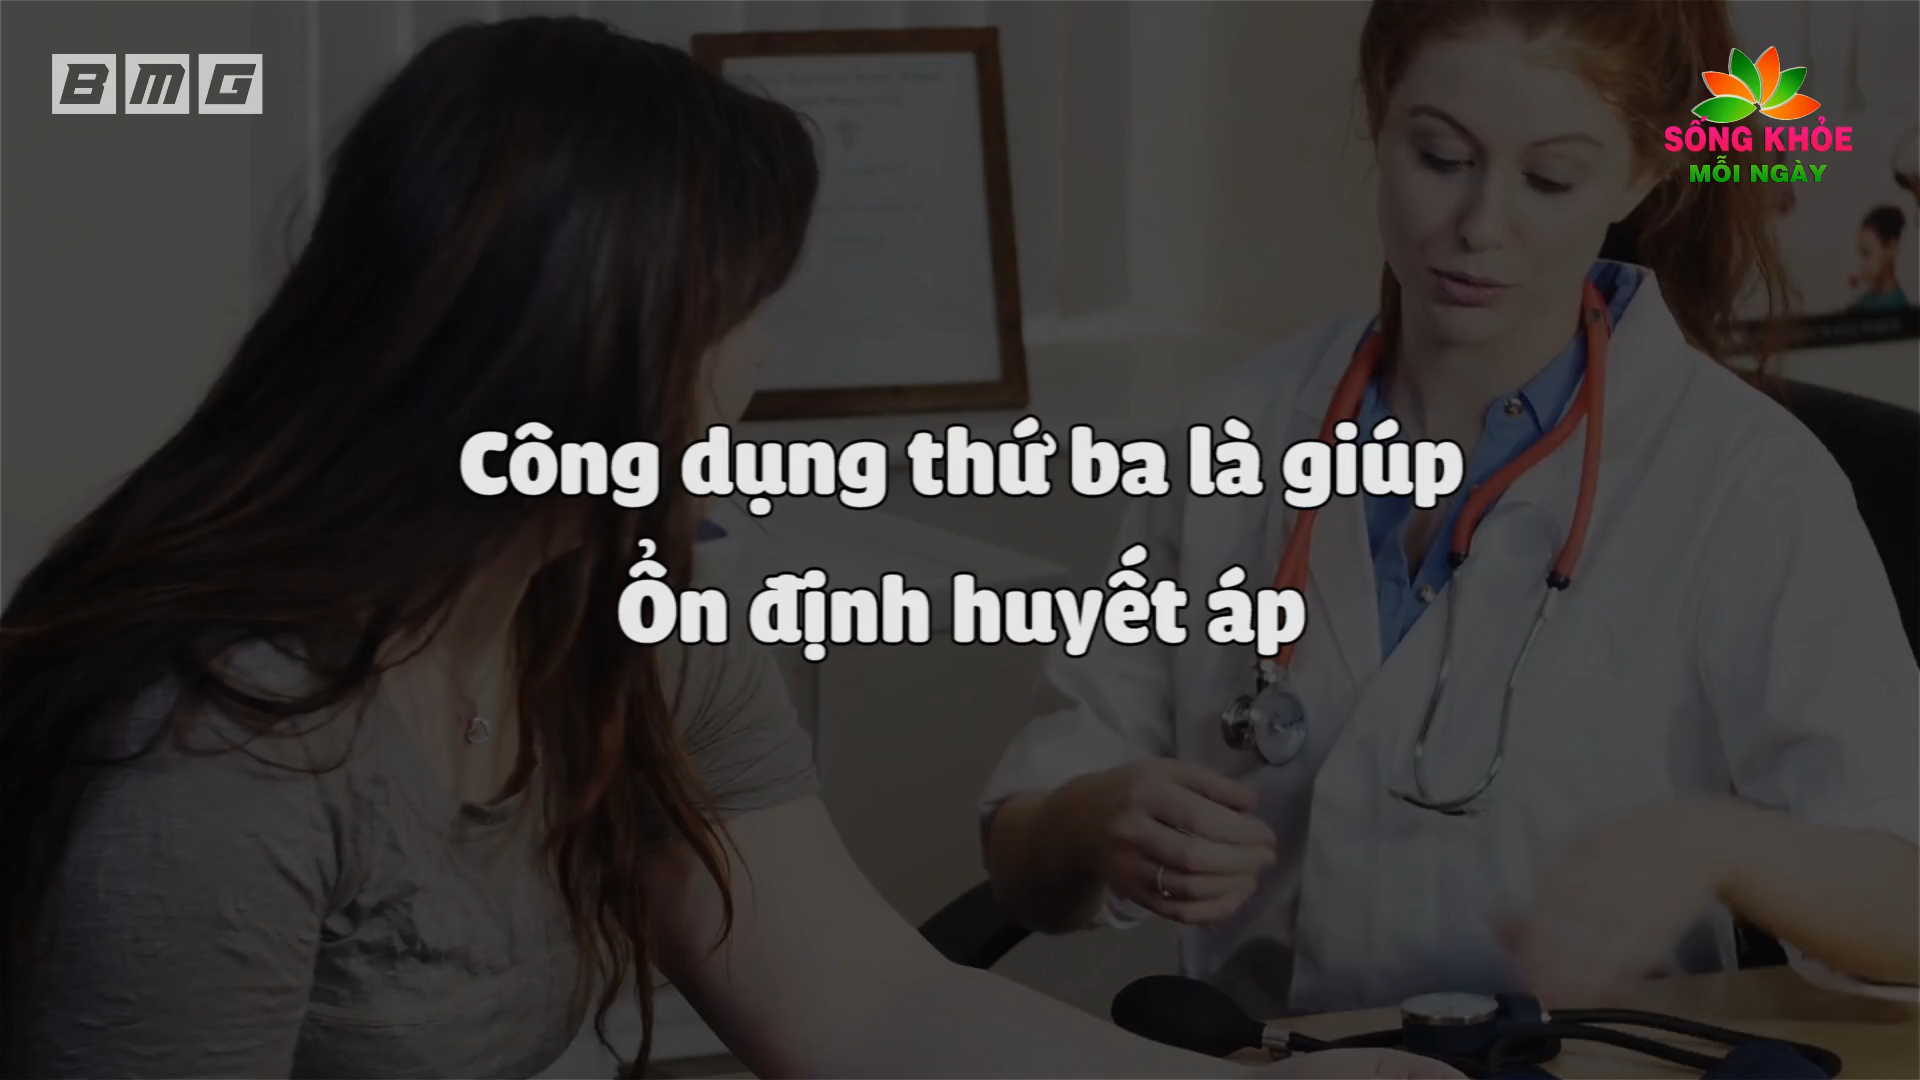 BMG
SỐNG KHỎE
MỖI NGÀY
Công dụng thứ ba là giúp
Ổn định huyết áp